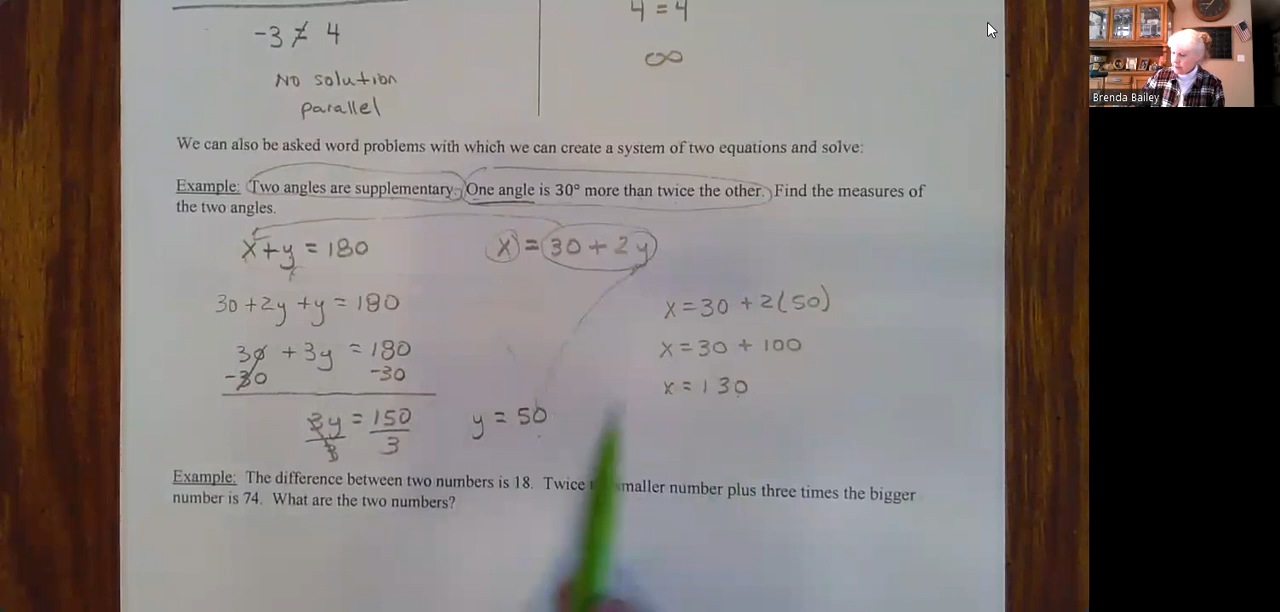 4 = 4
-3 ≠ 4
∞
No solution
parallel
Brenda Bailey
We can also be asked word problems with which we can create a system of two equations and solve:
Example: Two angles are supplementary. One angle is 30° more than twice the other. Find the measures of
the two angles.
x+y = 180
x = 30 + 2y
30 + 2y + y = 180
x = 30 + 2(50)
30 + 3y = 180
x = 30 + 100
-30 -30
x = 130
3y = 150
y = 50
3 3
Example: The difference between two numbers is 18. Twice smaller number plus three times the bigger
number is 74. What are the two numbers?